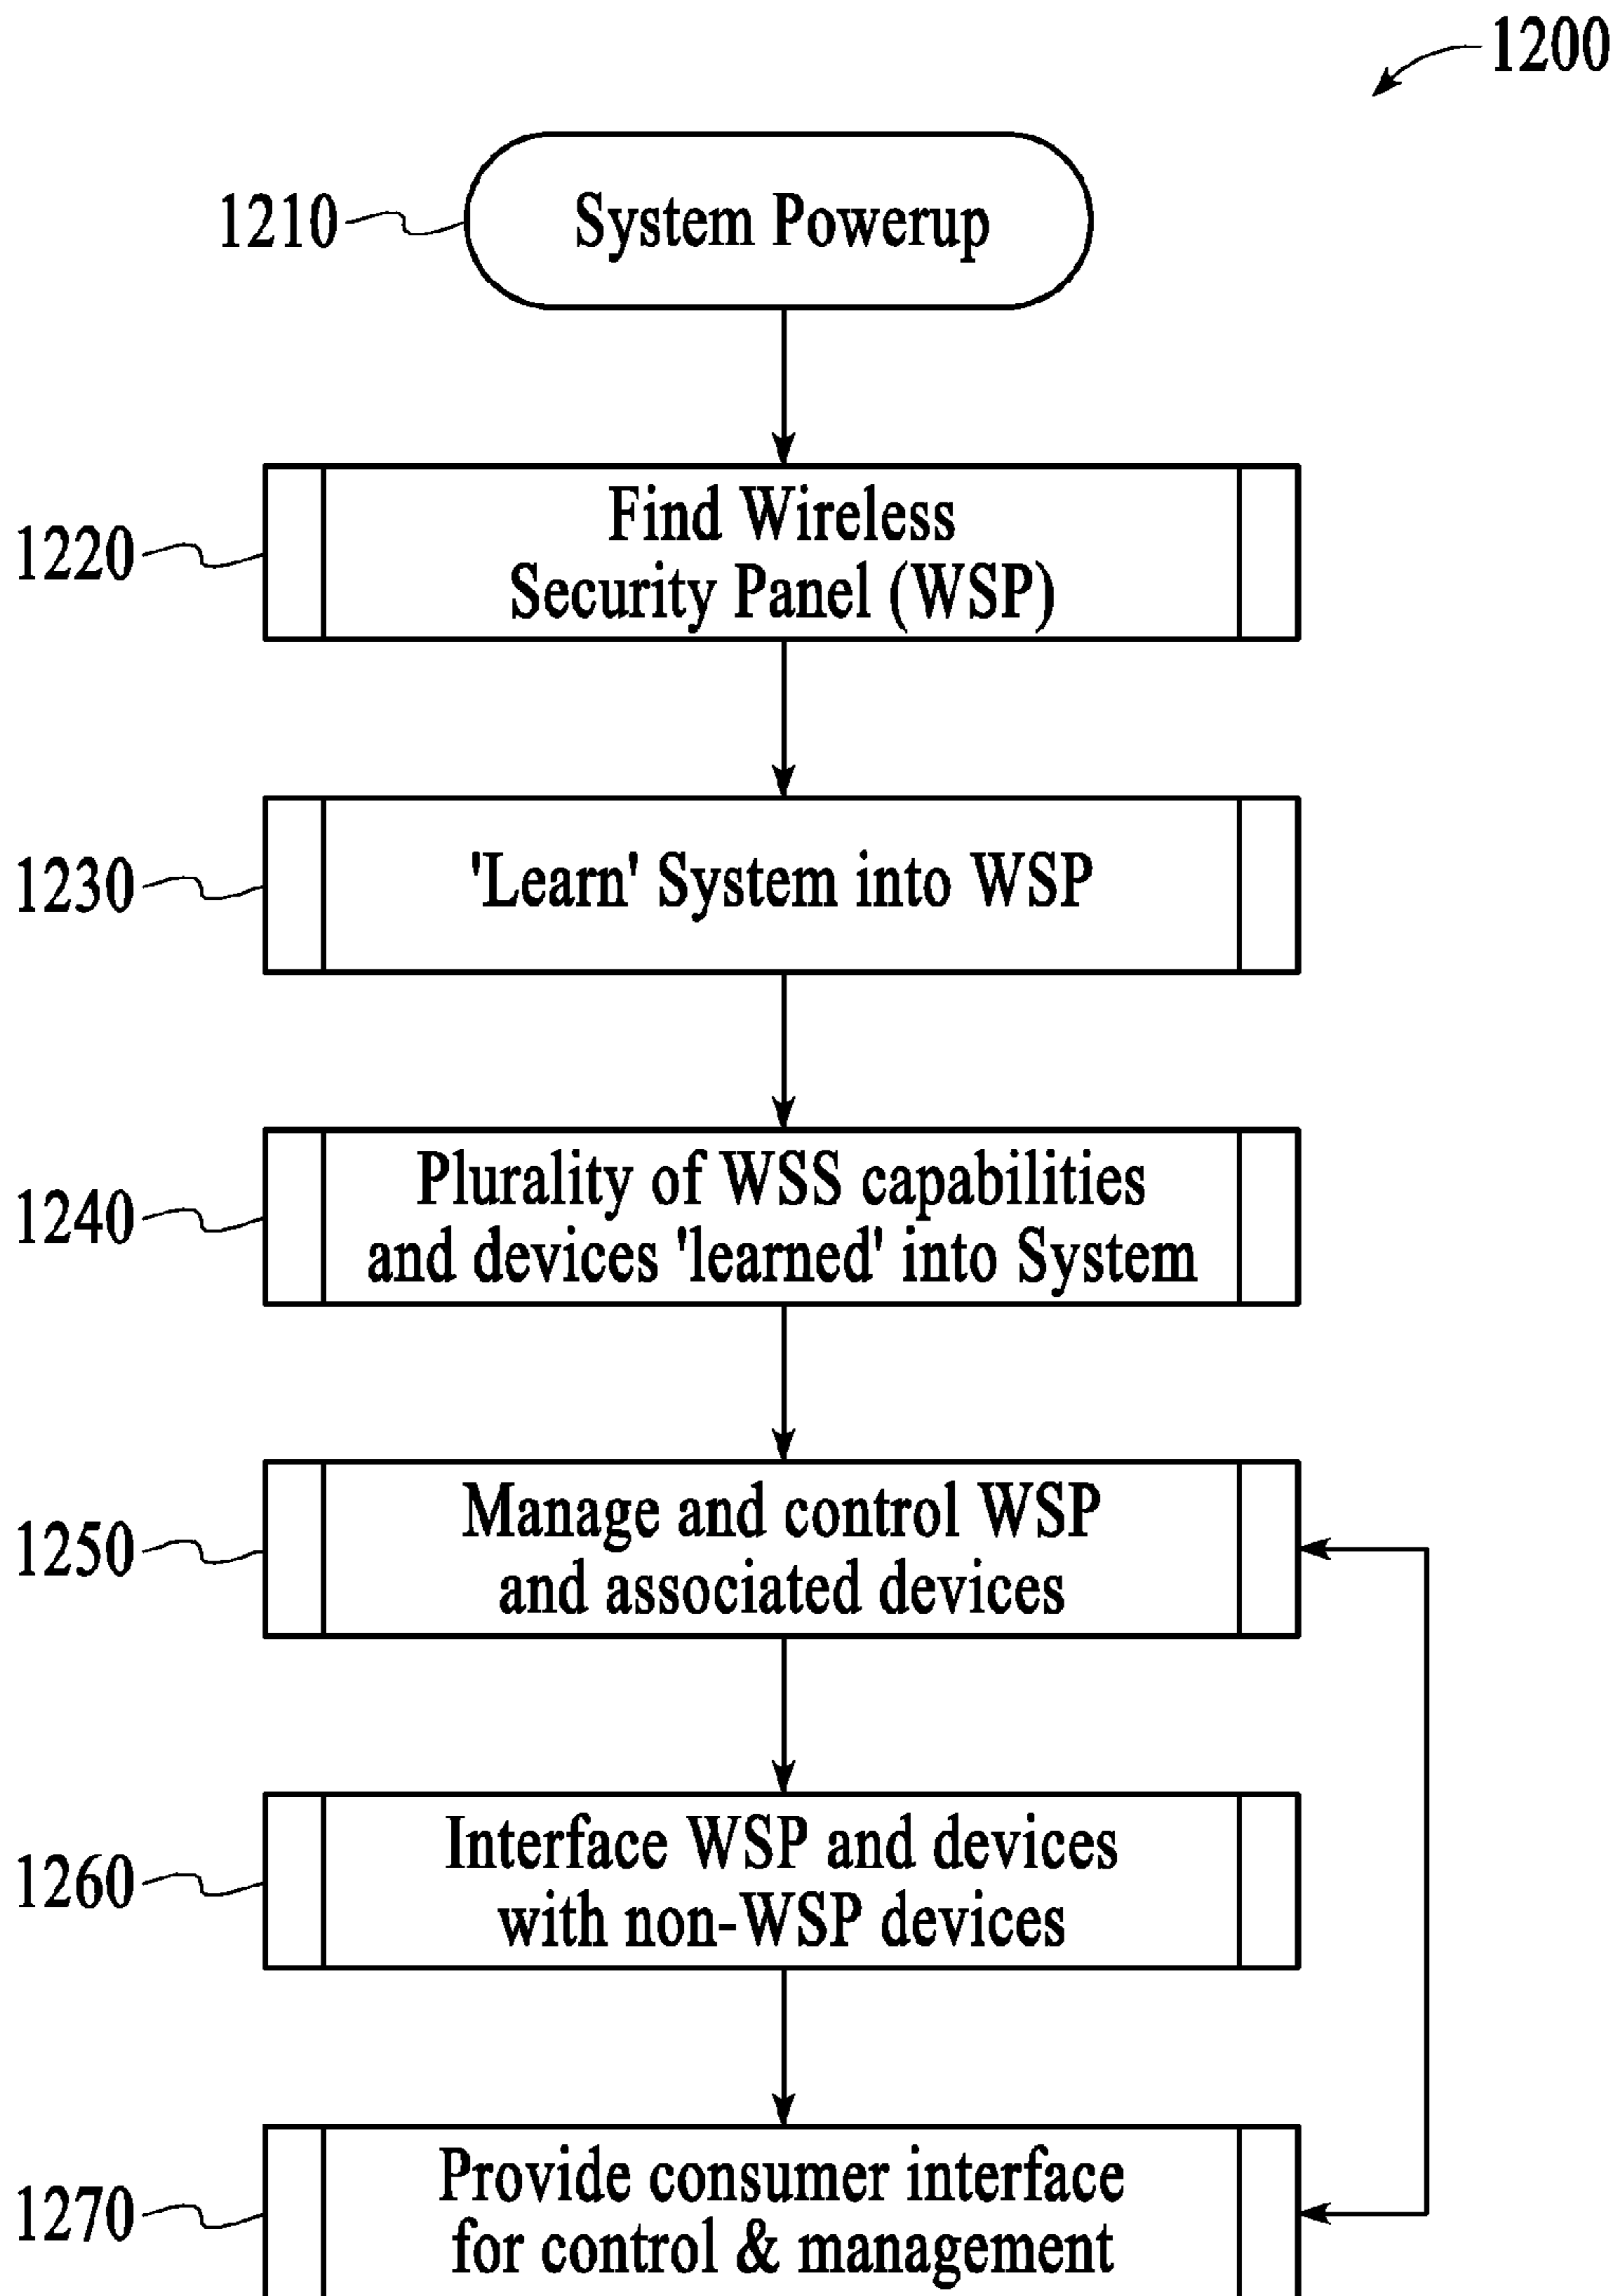 1200
1210
System Powerup
1220
Find Wireless
Security Panel (WSP)
1230
'Learn' System into WSP
1240
Plurality of WSS capabilities
and devices 'learned' into System
1250
Manage and control WSP
and associated devices
1260
Interface WSP and devices
with non-WSP devices
1270
Provide consumer interface
for control & management